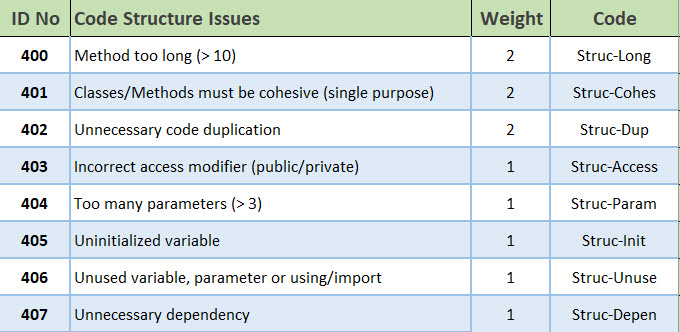 ID No Code Structure Issues Weight Code
400 Method too long (> 10) 2 Struc-Long
401 Classes/Methods must be cohesive (single purpose) 2 Struc-Cohes
402 Unnecessary code duplication 2 Struc-Dup
403 Incorrect access modifier (public/private) 1 Struc-Access
404 Too many parameters (> 3) 1 Struc-Param
405 Uninitialized variable 1 Struc-Init
406 Unused variable, parameter or using/import 1 Struc-Unuse
407 Unnecessary dependency 1 Struc-Depen